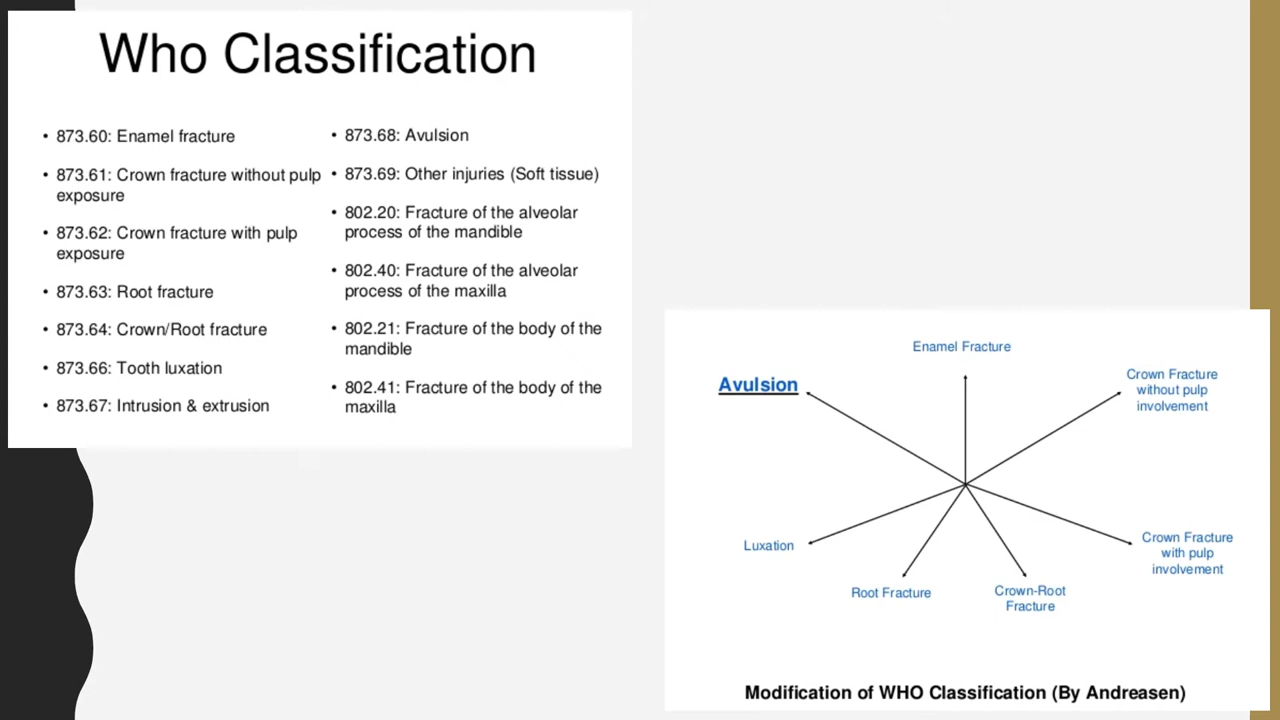 Who Classification
• 873.60: Enamel fracture
• 873.61: Crown fracture without pulp
exposure
• 873.62: Crown fracture with pulp
exposure
• 873.63: Root fracture
• 873.64: Crown/Root fracture
• 873.66: Tooth luxation
• 873.67: Intrusion & extrusion
• 873.68: Avulsion
• 873.69: Other injuries (Soft tissue)
• 802.20: Fracture of the alveolar
process of the mandible
• 802.40: Fracture of the alveolar
process of the maxilla
• 802.21: Fracture of the body of the
mandible
• 802.41: Fracture of the body of the
maxilla
Enamel Fracture
Avulsion
Crown Fracture
without pulp
involvement
Luxation
Crown Fracture
with pulp
involvement
Root Fracture
Crown-Root
Fracture
Modification of WHO Classification (By Andreasen)